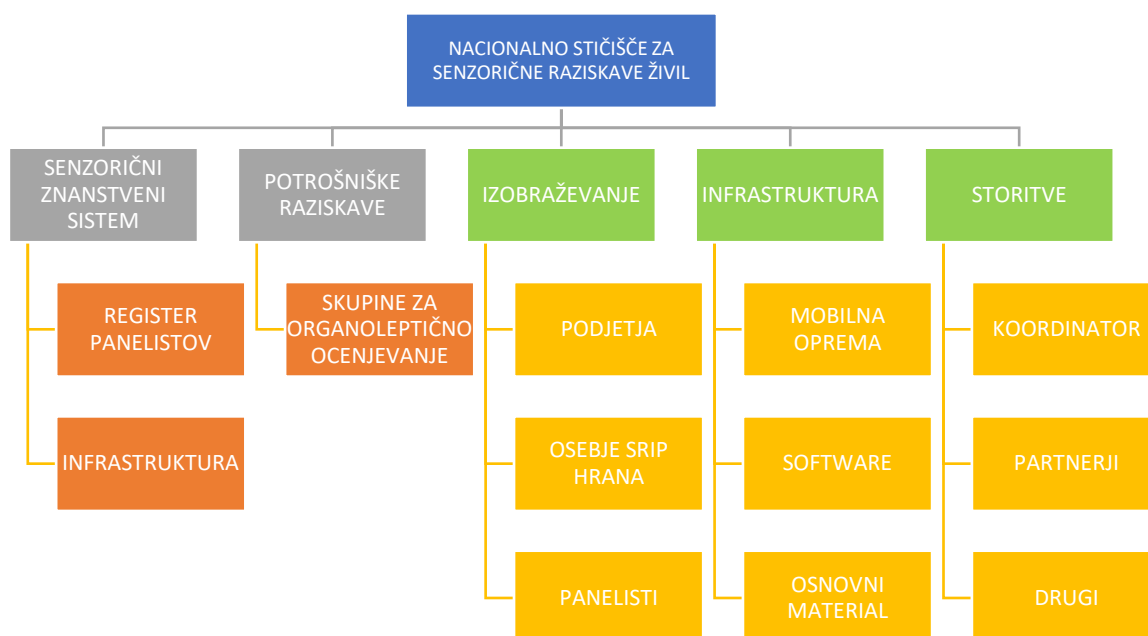 NACIONALNO STIČIŠČE ZA
SENZORIČNE RAZISKAVE ŽIVIL
SENZORIČNI
ZNANSTVENI
SISTEM
POTROŠNIŠKE
RAZISKAVE
IZOBRAŽEVANJE
INFRASTRUKTURA
STORITVE
REGISTER
PANELISTOV
SKUPINE ZA
ORGANOLEPTIČNO
OCENJEVANJE
PODJETJA
MOBILNA
OPREMA
KOORDINATOR
INFRASTRUKTURA
OSEBJE SRIP
HRANA
SOFTWARE
PARTNERJI
PANELISTI
OSNOVNI
MATERIAL
DRUGI